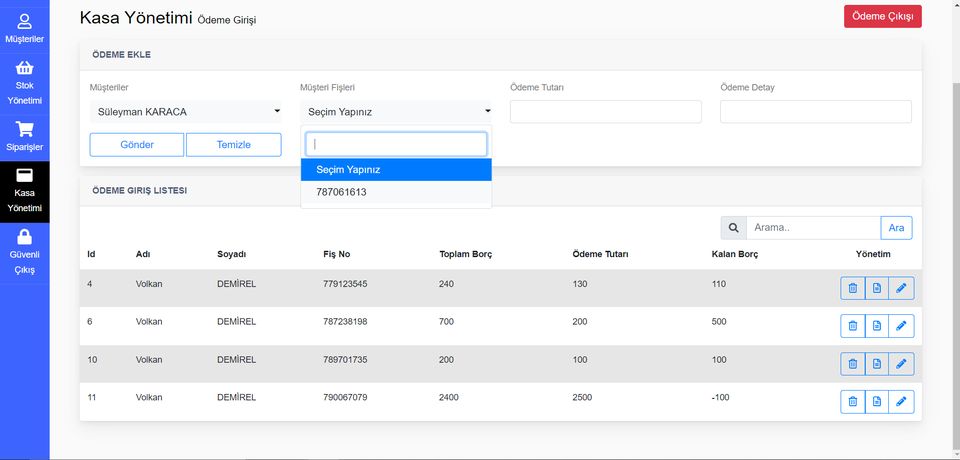 Müşteriler
Stok
Yönetimi
Siparişler
Kasa
Yönetimi
Güvenli
Çıkış
Kasa Yönetimi Ödeme Girişi
Ödeme Çıkışı
ÖDEME EKLE
Müşteriler Müşteri Fişleri Ödeme Tutarı Ödeme Detay
Süleyman KARACA Seçim Yapınız
Gönder Temizle
Seçim Yapınız
787061613
ÖDEME GIRIŞ LISTESI
Arama.. Ara
Id Adı Soyadı Fiş No Toplam Borç Ödeme Tutarı Kalan Borç Yönetim
4 Volkan DEMİREL 779123545 240 130 110
6 Volkan DEMİREL 787238198 700 200 500
10 Volkan DEMİREL 789701735 200 100 100
11 Volkan DEMİREL 790067079 2400 2500 -100